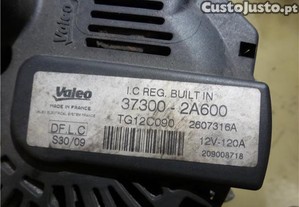 CustoJusto.pt
Valeo
MADE IN FRANCE
I.C REG. BUILT IN
37300 - 2A600
TG12C090 2607316A
DF L.C
S30/09
12V-120A
209008718